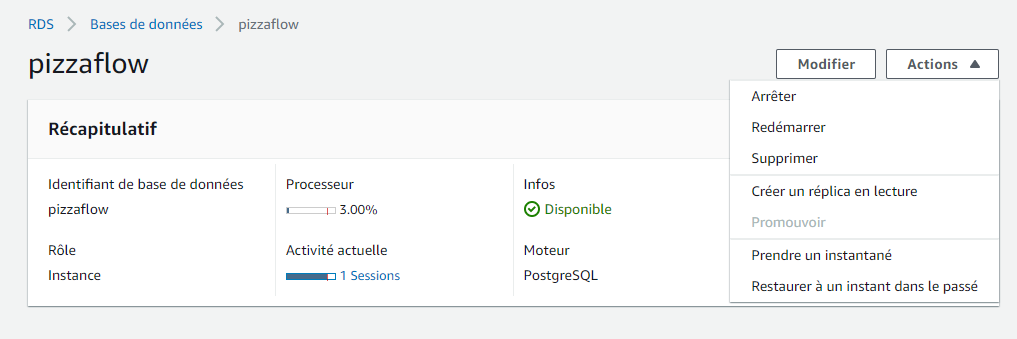 RDS > Bases de données > pizzaflow
pizzaflow
Modifier
Actions
Arrêter
Redémarrer
Supprimer
Créer un réplica en lecture
Promouvoir
Prendre un instantané
Restaurer à un instant dans le passé
Récapitulatif
Identifiant de base de données
pizzaflow
Processeur
3.00%
Infos
Disponible
Rôle
Instance
Activité actuelle
1 Sessions
Moteur
PostgreSQL